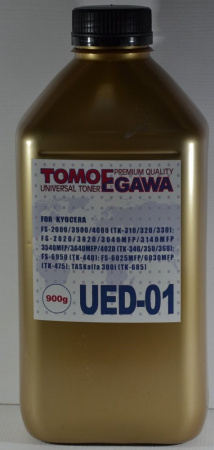 TOMOEGAWA
PREMIUM QUALITY
UNIVERSAL TONER
FOR KYOCERA
FS-2000/3900/4000 (TK-310/320/330);
FS-2020/3920/3040MFP/3140MFP
3540MFP/3640MFP/4020 (TK-340/350/360);
FS-6950 (TK-440); FS-6025MFP/6030MFP
(TK-475); TASKalfa 300i (TK-685)
900g
UED-01